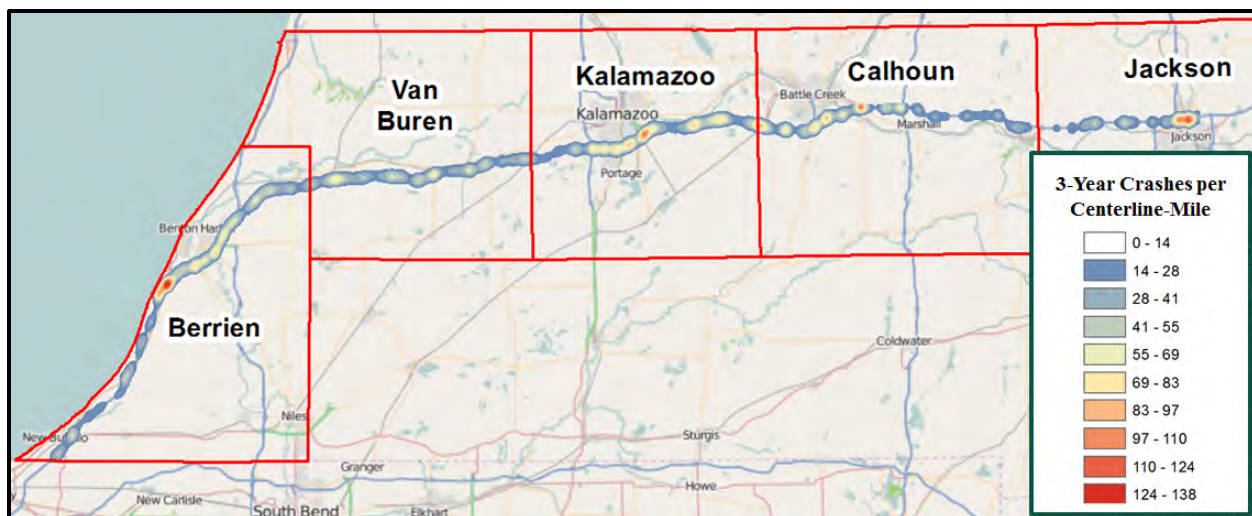 Van
Buren
Kalamazoo
Calhoun
Jackson
Battle Creek
Kalamazoo
Marshall
Jackson
Portage
Berrien
Coldwater
Niles
Sturgis
Granger
Howe
New Carlisle
South Bend
Elkhart
3-Year Crashes per
Centerline-Mile
0 - 14
14 - 28
28 - 41
41 - 55
55 - 69
69 - 83
83 - 97
97 - 110
110 - 124
124 - 138